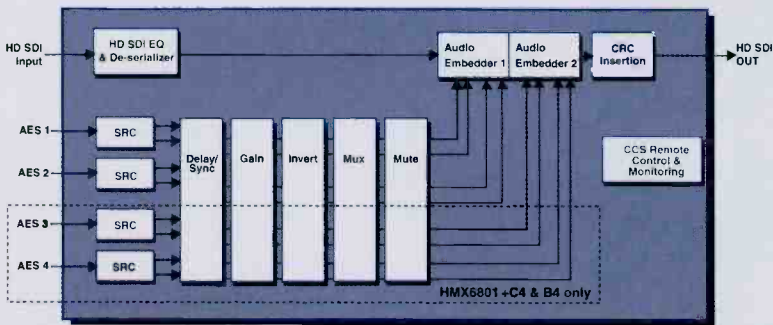 HD SDI
Input
HD SDI EQ
& De-serializer
Audio
Embedder 1
Audio
Embedder 2
CRC
Insertion
HD SDI
OUT
AES 1
SRC
AES 2
SRC
AES 3
SRC
AES 4
SRC
Delay/
Sync
Gain
Invert
Mux
Mute
CCS Remote
Control &
Monitoring
HMX6801+C4 & B4 only